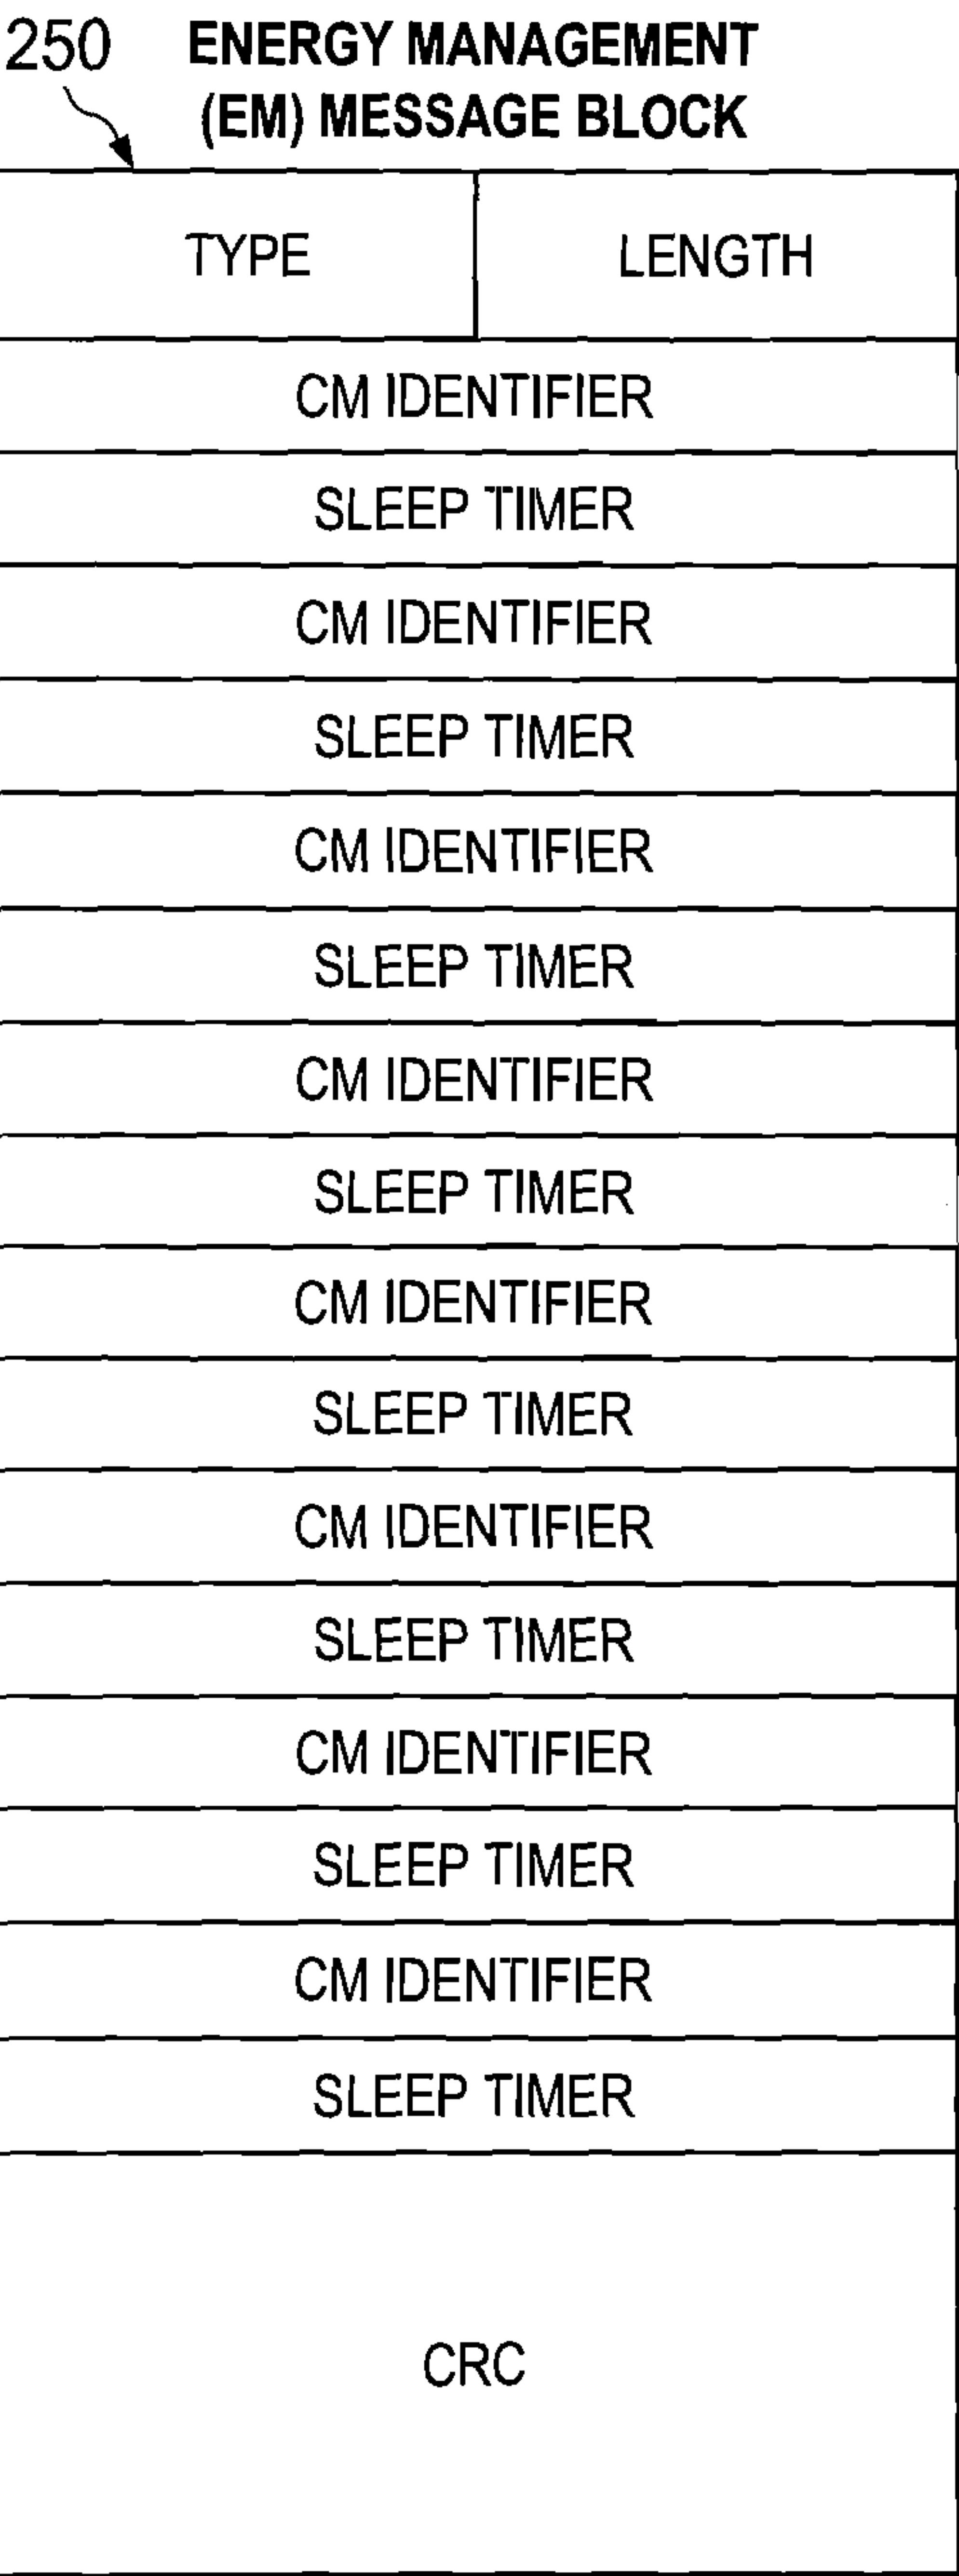 250 ENERGY MANAGEMENT
(EM) MESSAGE BLOCK
TYPE LENGTH
CM IDENTIFIER
SLEEP TIMER
CM IDENTIFIER
SLEEP TIMER
CM IDENTIFIER
SLEEP TIMER
CM IDENTIFIER
SLEEP TIMER
CM IDENTIFIER
SLEEP TIMER
CM IDENTIFIER
SLEEP TIMER
CM IDENTIFIER
SLEEP TIMER
CM IDENTIFIER
SLEEP TIMER
CRC